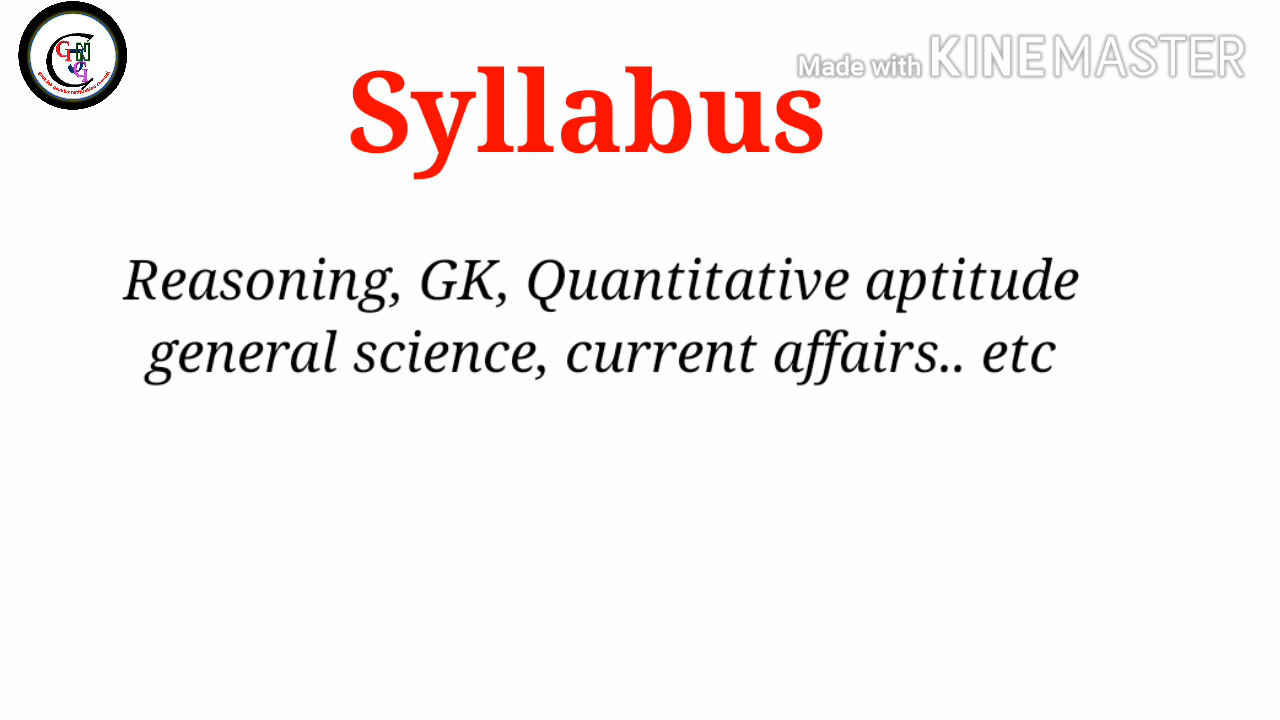 Made with KINEMASTER
Syllabus
Reasoning, GK, Quantitative aptitude
general science, current affairs.. etc